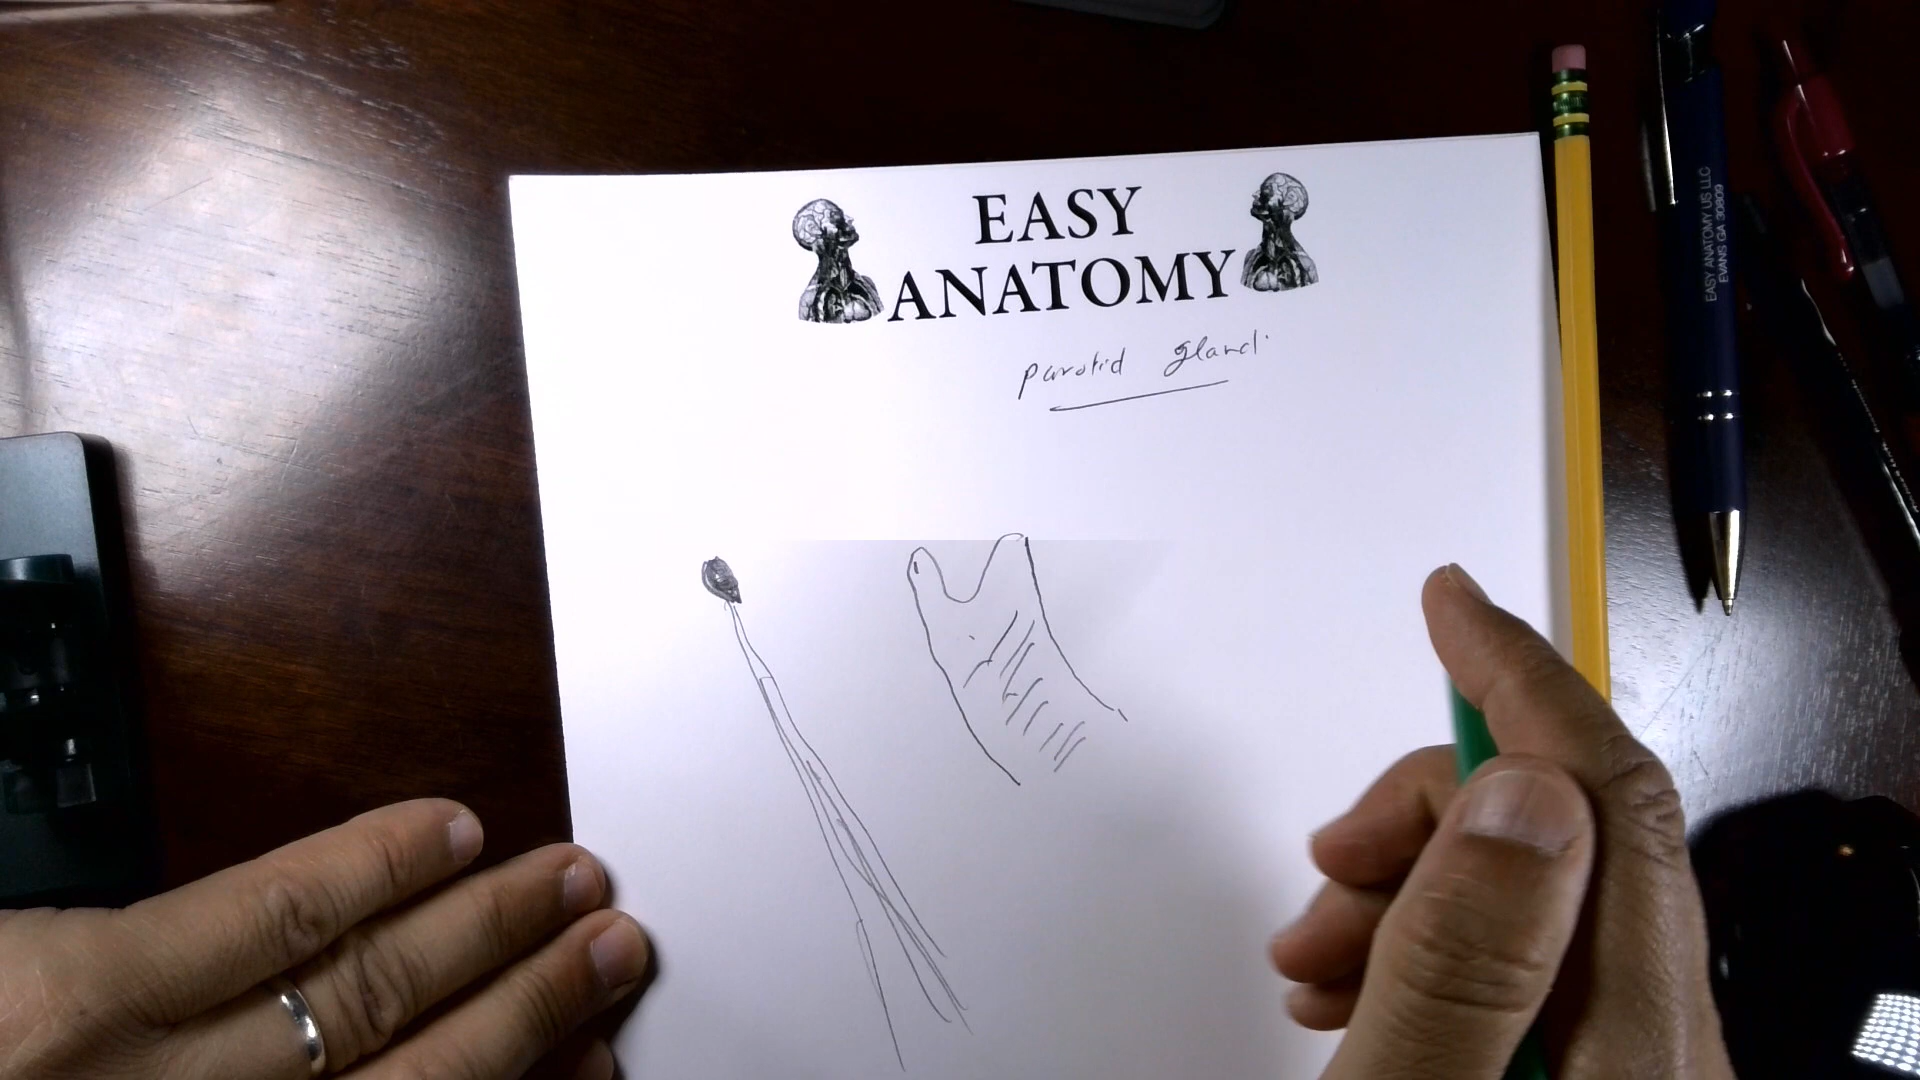 EASY
ANATOMY
parotid gland.
EASY ANATOMY US LLC
EVANS GA 30809